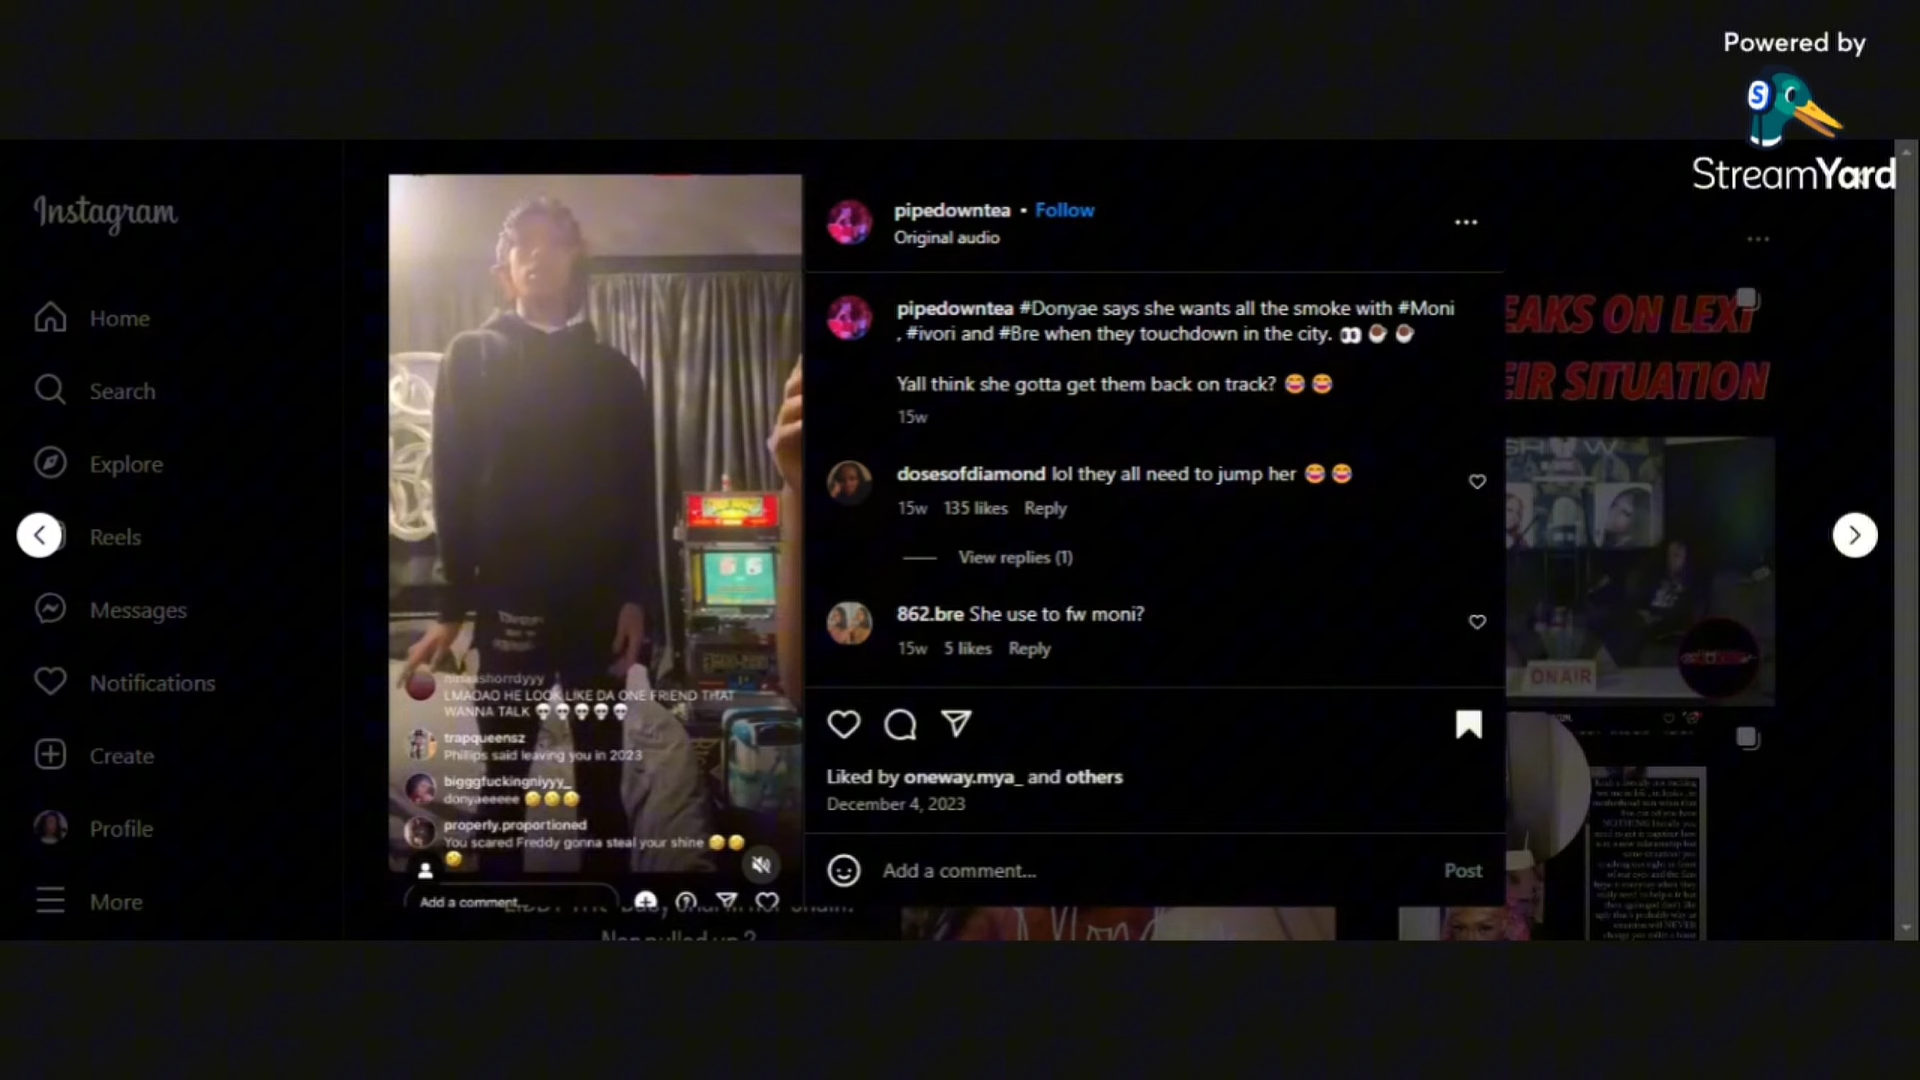 Powered by
StreamYard
Instagram
Home
Search
Explore
Reels
Messages
Notifications
Create
Profile
More
pipedowntea • Follow
Original audio
pipedowntea #Donyae says she wants all the smoke with #Moni
, #ivori and #Bre when they touchdown in the city. 👀 ☕ ☕
Yall think she gotta get them back on track? 😂 😂
15w
dosesofdiamond lol they all need to jump her 😂 😂
15w 135 likes Reply
View replies (1)
862.bre She use to fw moni?
15w 5 likes Reply
Liked by oneway.mya_ and others
December 4, 2023
Add a comment...
Post
LMAOAO HE LOOK LIKE DA ONE FRIEND THAT
WANNA TALK 💀💀💀💀💀
trapqueensz
Phillips said leaving you in 2023
bigggfuckingniyyy_
donyaeeeee 🤣🤣🤣
properly.proportioned
You scared Freddy gonna steal your shine 🤣🤣
🤣
Add a comment...
EAKS ON LEXI
EIR SITUATION
SHOW
ON AIR